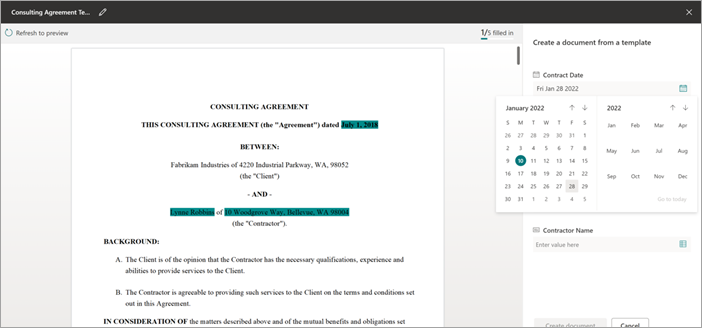 Consulting Agreement Te...
Refresh to preview
1/5 filled in
CONSULTING AGREEMENT
THIS CONSULTING AGREEMENT (the "Agreement") dated July 1, 2018
BETWEEN:
Fabrikam Industries of 4220 Industrial Parkway, WA, 98052
(the "Client")
- AND -
Lynne Robbins of 10 Woodgrove Way, Bellevue, WA 98004
(the "Contractor").
BACKGROUND:
A. The Client is of the opinion that the Contractor has the necessary qualifications, experience and
abilities to provide services to the Client.
B. The Contractor is agreeable to providing such services to the Client on the terms and conditions set
out in this Agreement.
IN CONSIDERATION OF the matters described above and of the mutual benefits and obligations set
Create a document from a template
Contract Date
Fri Jan 28 2022
January 2022
S M T W T F S
26 27 28 29 30 31 1
2 3 4 5 6 7 8
9 10 11 12 13 14 15
16 17 18 19 20 21 22
23 24 25 26 27 28 29
30 31 1 2 3 4 5
2022
Jan Feb Mar Apr
May Jun Jul Aug
Sep Oct Nov Dec
Go to today
Contractor Name
Enter value here
Create document
Cancel